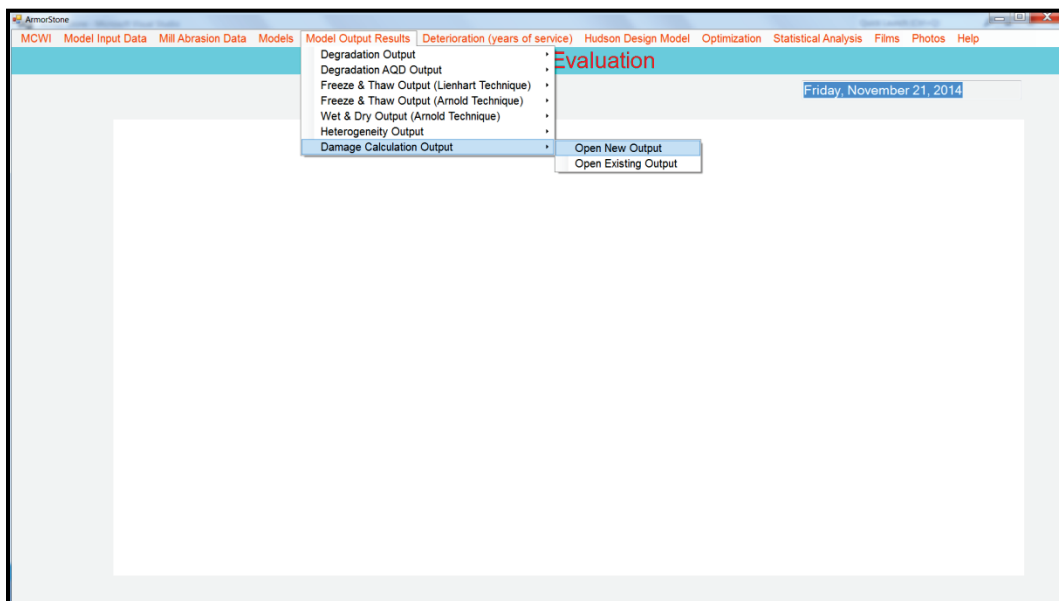 ArmorStone
MCWI Model Input Data Mill Abrasion Data Models Model Output Results Deterioration (years of service) Hudson Design Model Optimization Statistical Analysis Films Photos Help
Evaluation
Friday, November 21, 2014
Degradation Output
Degradation AQD Output
Freeze & Thaw Output (Lienhart Technique)
Freeze & Thaw Output (Arnold Technique)
Wet & Dry Output (Arnold Technique)
Heterogeneity Output
Damage Calculation Output
Open New Output
Open Existing Output